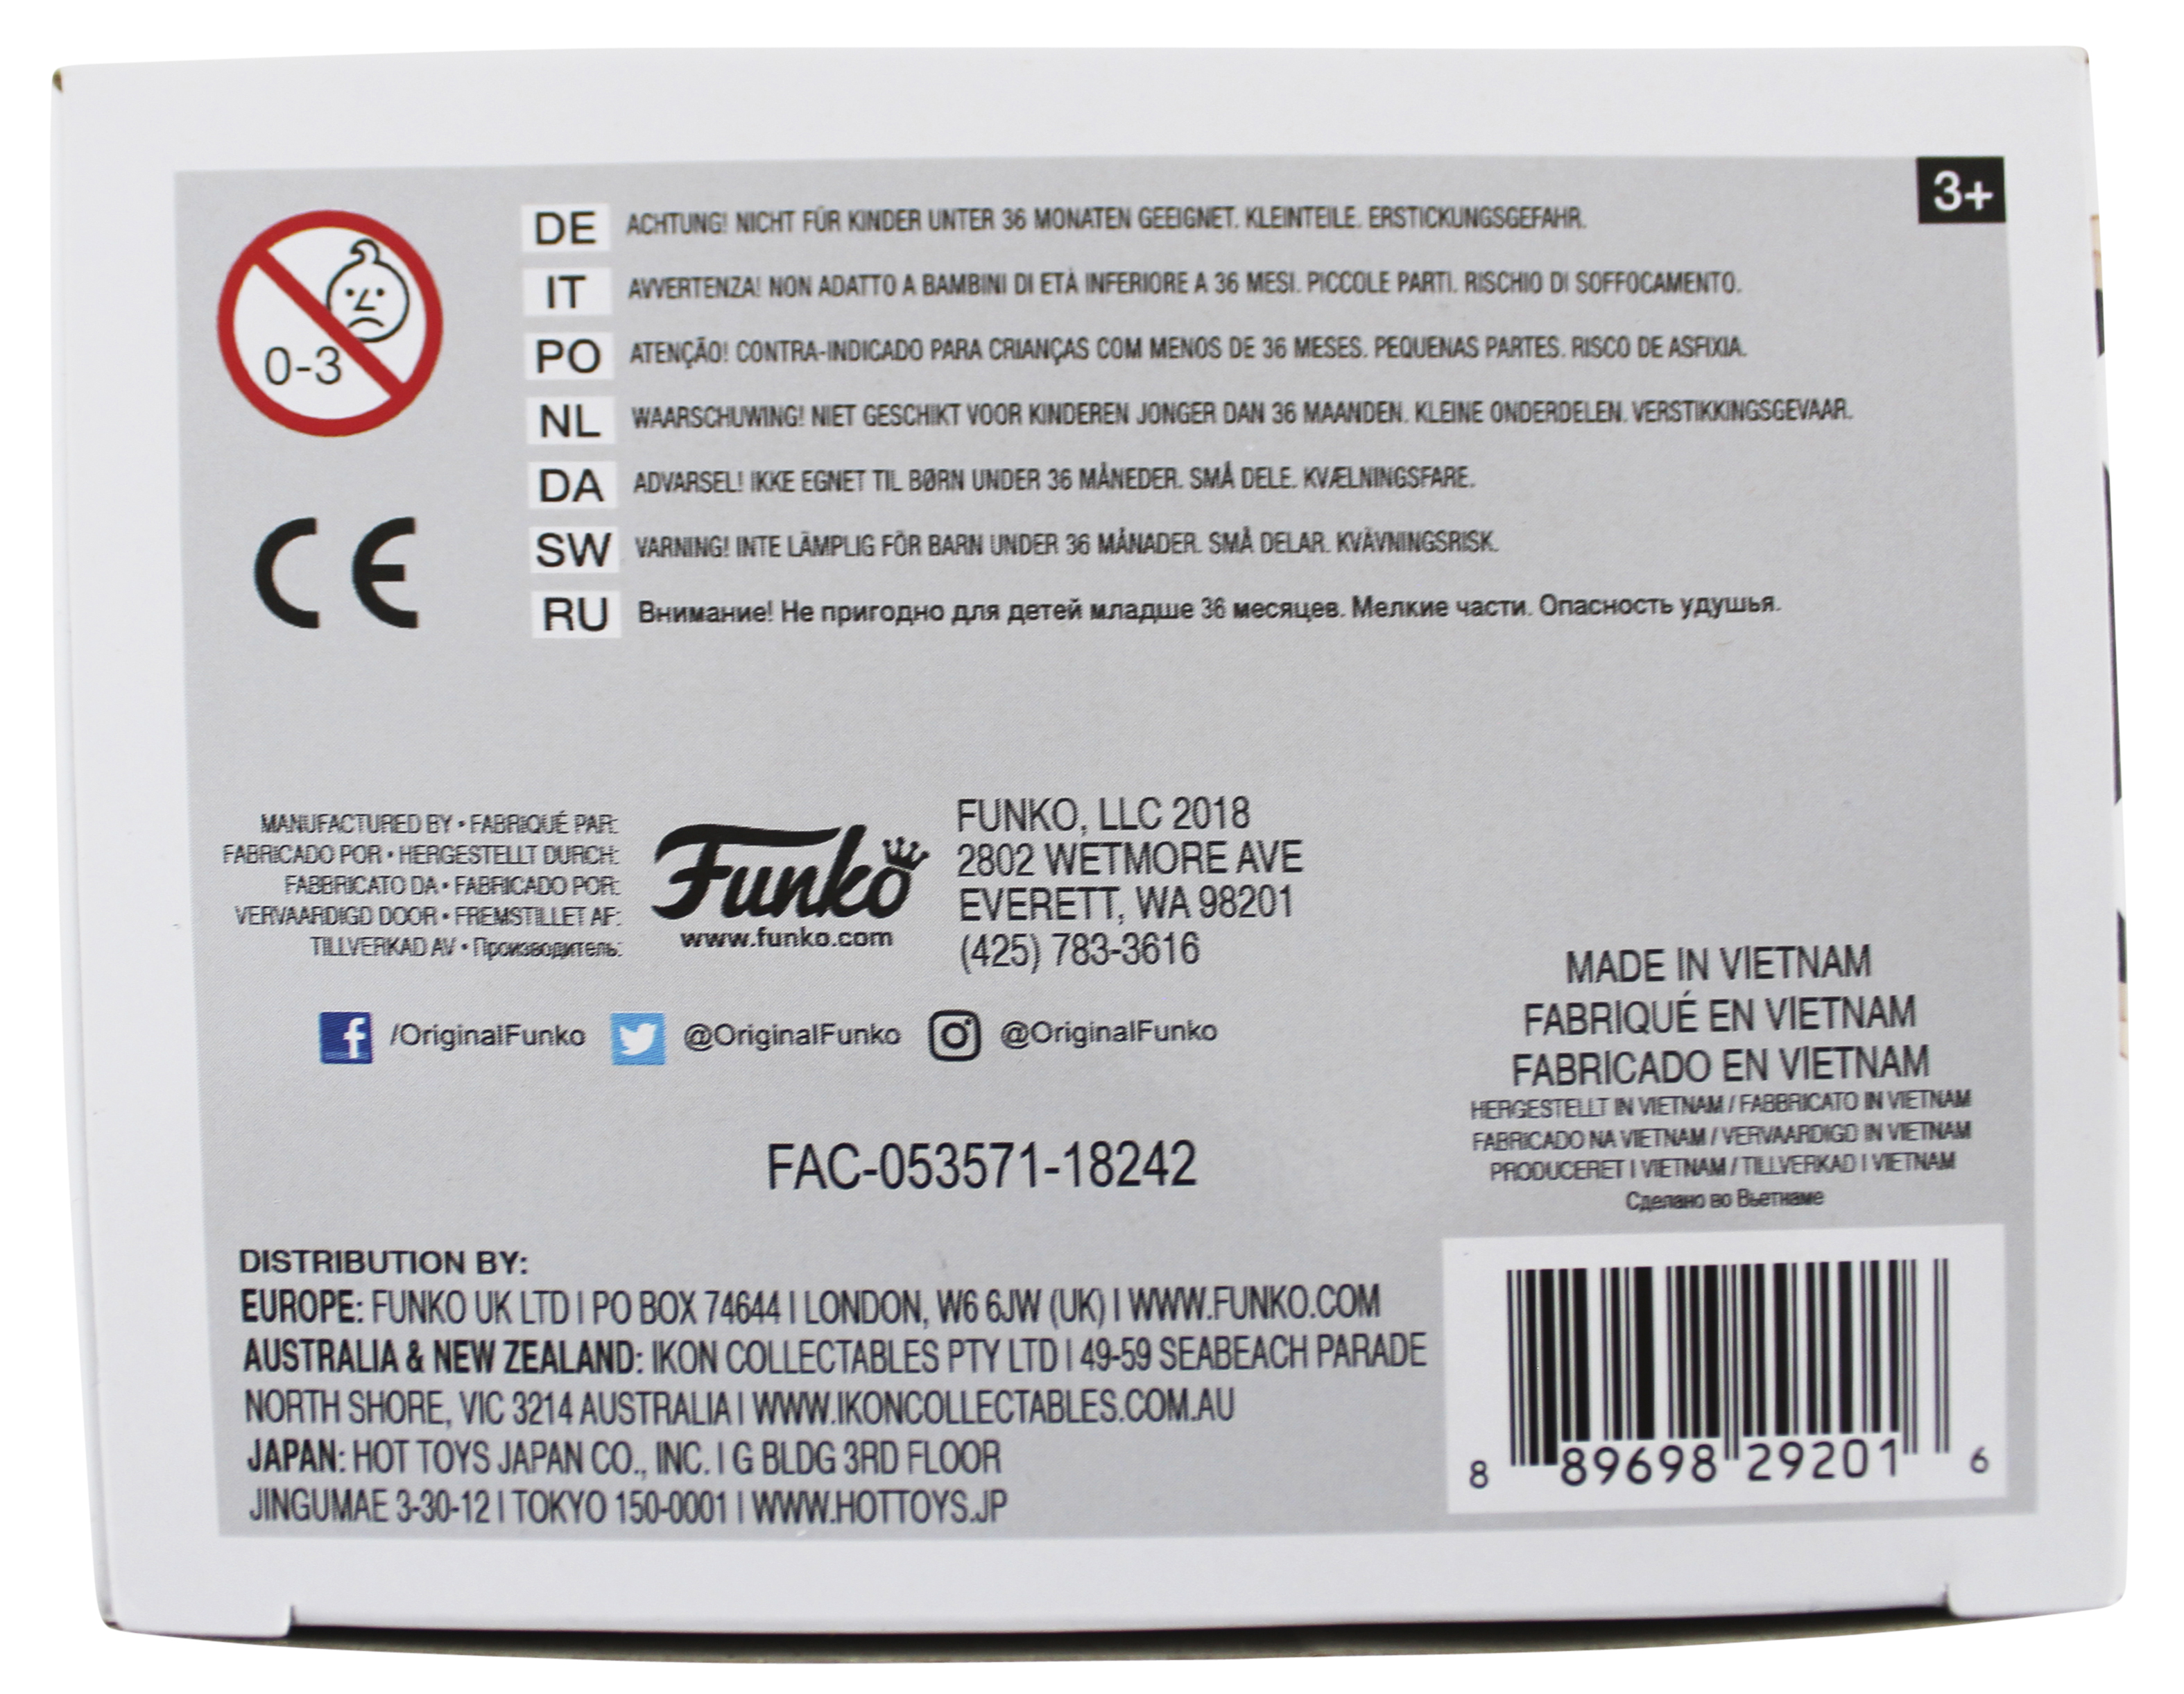 3+
0-3
DE ACHTUNG! NICHT FÜR KINDER UNTER 36 MONATEN GEEIGNET. KLEINTEILE. ERSTICKUNGSGEFAHR.
IT AVVERTENZA! NON ADATTO A BAMBINI DI ETÀ INFERIORE A 36 MESI. PICCOLE PARTI. RISCHIO DI SOFFOCAMENTO.
PO ATENÇÃO! CONTRA-INDICADO PARA CRIANÇAS COM MENOS DE 36 MESES. PEQUENAS PARTES. RISCO DE ASFIXIA.
NL WAARSCHUWING! NIET GESCHIKT VOOR KINDEREN JONGER DAN 36 MAANDEN. KLEINE ONDERDELEN. VERSTIKKINGSGEVAAR.
DA ADVARSEL! IKKE EGNET TIL BØRN UNDER 36 MÅNEDER. SMÅ DELE. KVÆLNINGSFARE.
SW VARNING! INTE LÄMPLIG FÖR BARN UNDER 36 MÅNADER. SMÅ DELAR. KVÄVNINGSRISK.
RU Внимание! Не пригодно для детей младше 36 месяцев. Мелкие части. Опасность удушья.
CE
MANUFACTURED BY • FABRIQUÉ PAR:
FABRICADO POR • HERGESTELLT DURCH:
FABBRICATO DA • FABRICADO POR:
VERVAARDIGD DOOR • FREMSTILLET AF:
TILLVERKAD AV • Производитель:
Funko
www.funko.com
FUNKO, LLC 2018
2802 WETMORE AVE
EVERETT, WA 98201
(425) 783-3616
/OriginalFunko @OriginalFunko @OriginalFunko
MADE IN VIETNAM
FABRIQUÉ EN VIETNAM
FABRICADO EN VIETNAM
HERGESTELLT IN VIETNAM / FABBRICATO IN VIETNAM
FABRICADO NA VIETNAM / VERVAARDIGD IN VIETNAM
PRODUCERET I VIETNAM / TILLVERKAD I VIETNAM
Сделано во Вьетнаме
FAC-053571-18242
DISTRIBUTION BY:
EUROPE: FUNKO UK LTD I PO BOX 74644 I LONDON, W6 6JW (UK) I WWW.FUNKO.COM
AUSTRALIA & NEW ZEALAND: IKON COLLECTABLES PTY LTD I 49-59 SEABEACH PARADE
NORTH SHORE, VIC 3214 AUSTRALIA I WWW.IKONCOLLECTABLES.COM.AU
JAPAN: HOT TOYS JAPAN CO., INC. I G BLDG 3RD FLOOR
JINGUMAE 3-30-12 I TOKYO 150-0001 I WWW.HOTTOYS.JP
8 89698 29201 6